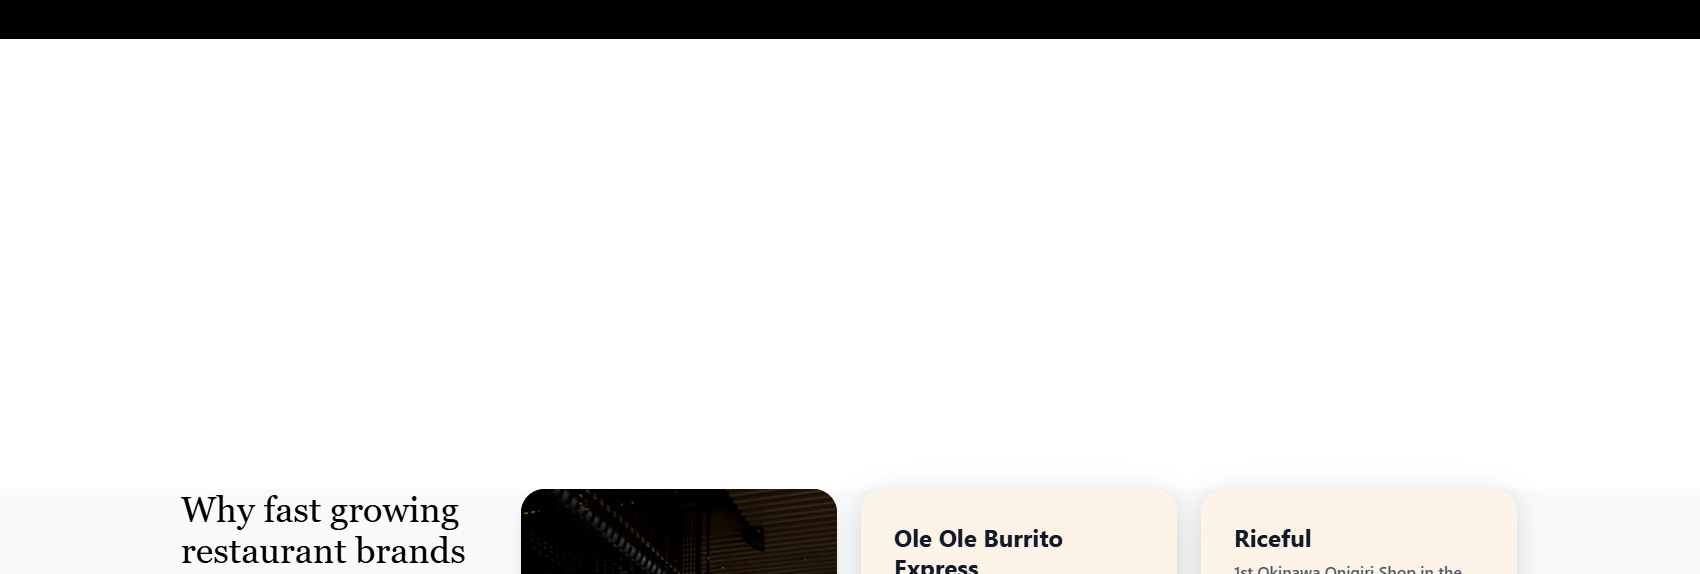 Why fast growing
restaurant brands
Ole Ole Burrito
Express
Riceful
1st Okinawa Onigiri Shop in the